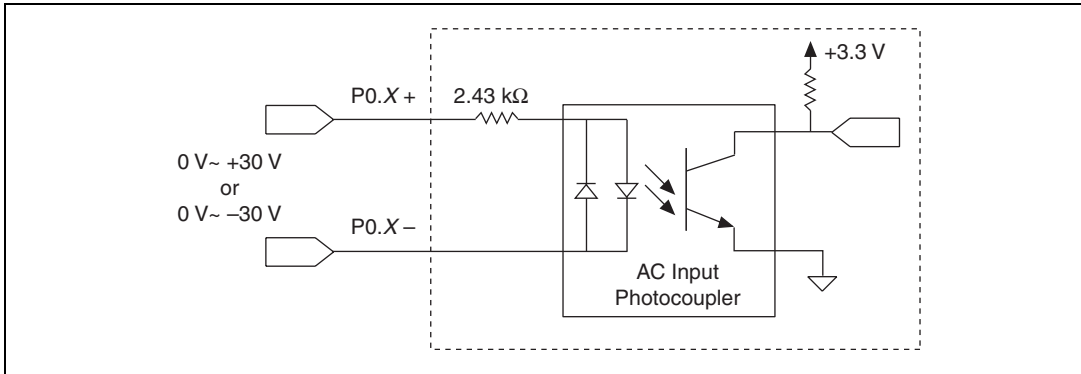 +3.3 V
P0.X +
2.43 kΩ
0 V~ +30 V
or
0 V~ –30 V
P0.X –
AC Input
Photocoupler